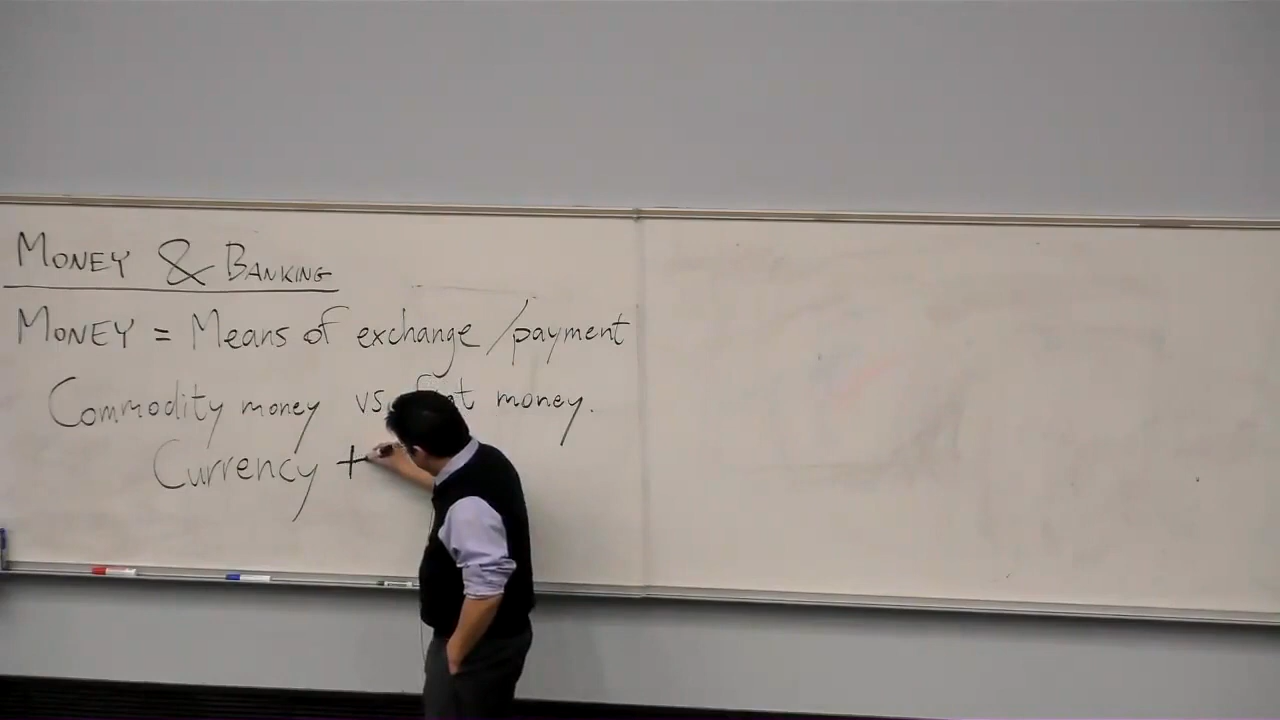 MONEY & BANKING
MONEY = Means of exchange/payment
Commodity money vs. money.
Currency +